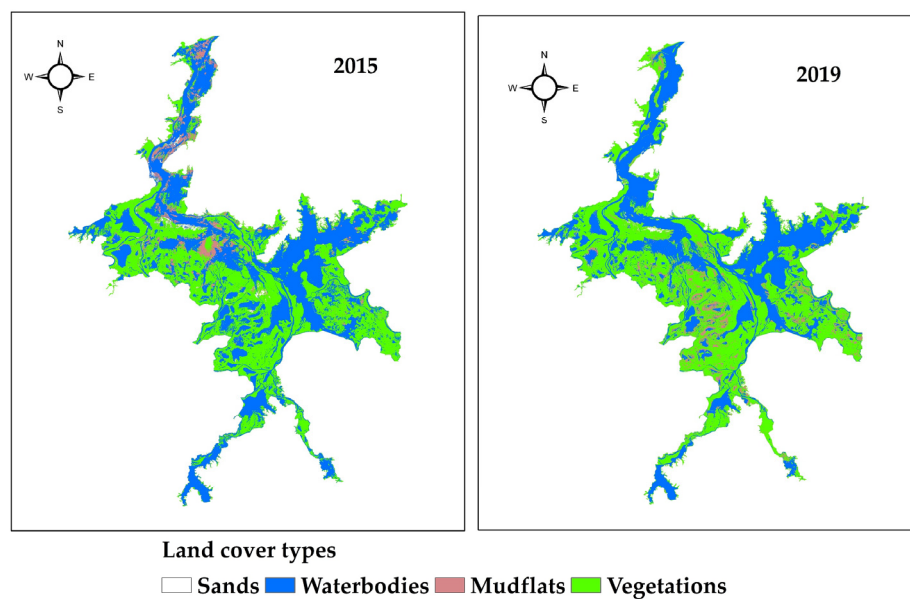 2015
N
W E
S
2019
N
W E
S
Land cover types
Sands Waterbodies Mudflats Vegetations